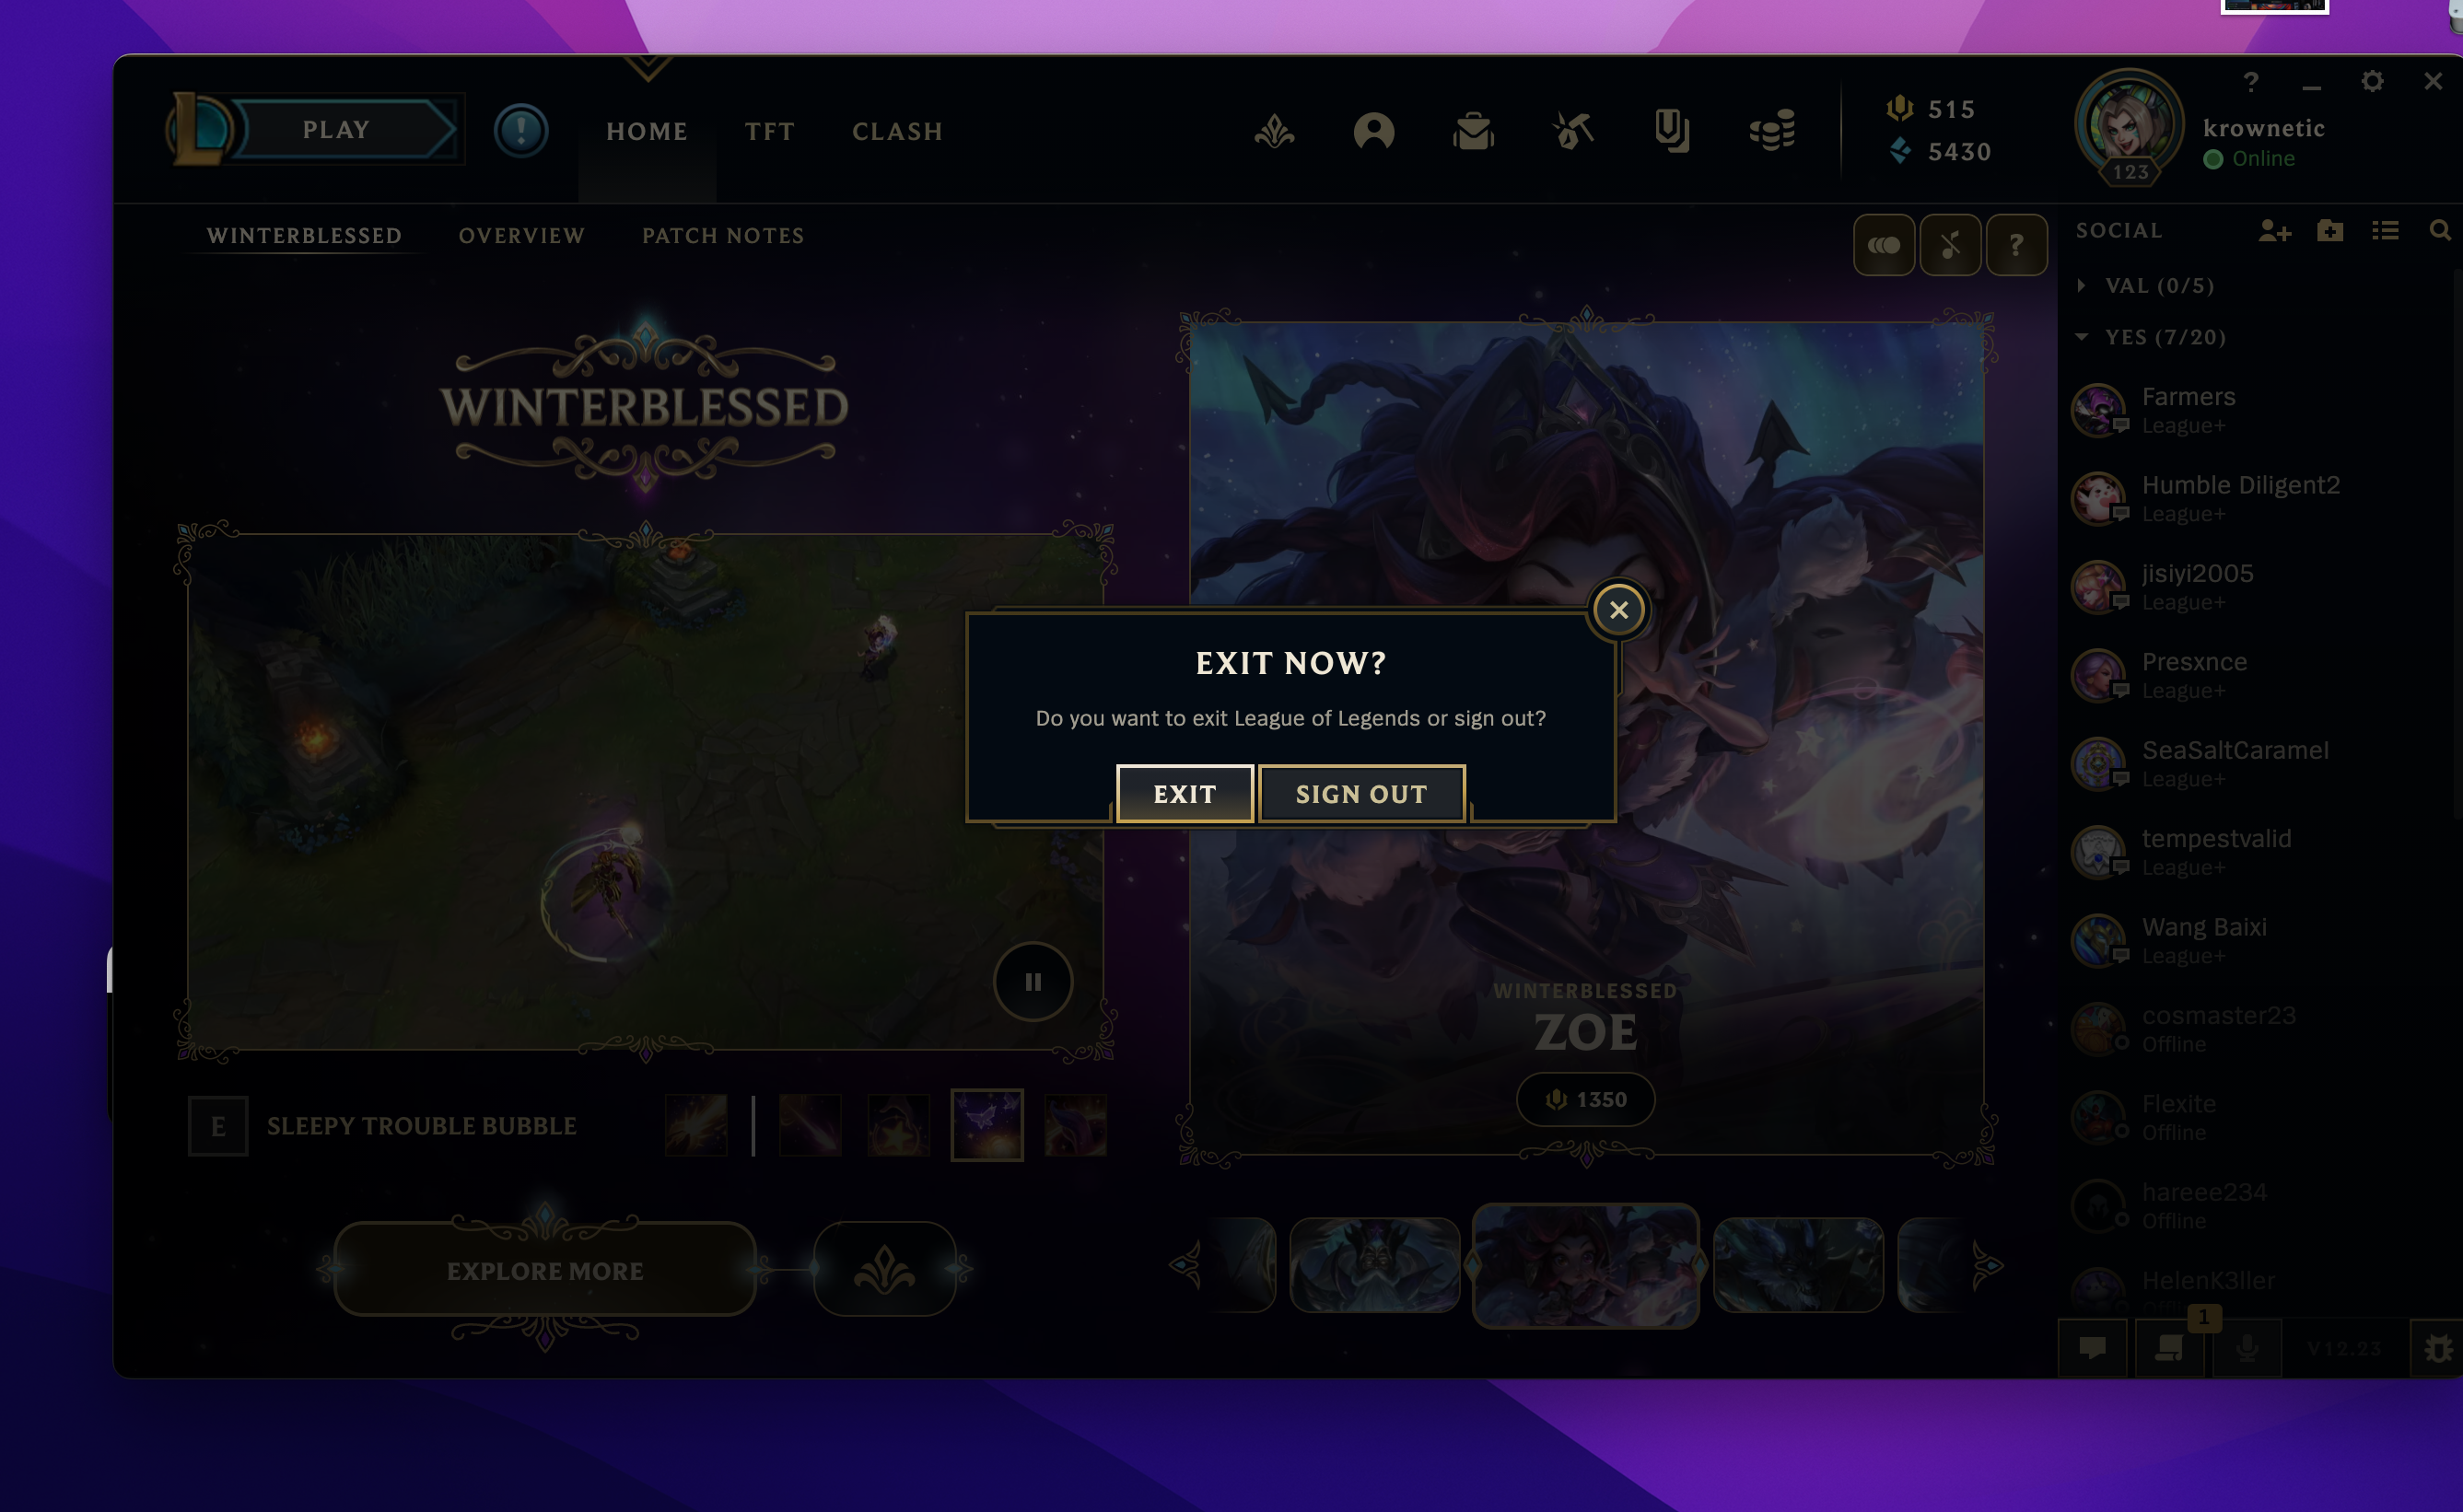 PLAY
HOME
TFT
CLASH
515
5430
123
?
krownetic
Online
WINTERBLESSED
OVERVIEW
PATCH NOTES
?
SOCIAL
VAL (0/5)
YES (7/20)
WINTERBLESSED
Farmers
League+
Humble Diligent2
League+
jisiyi2005
League+
Presxnce
League+
SeaSaltCaramel
League+
tempestvalid
League+
Wang Baixi
League+
cosmaster23
Offline
Flexite
Offline
hareee234
Offline
HelenK3ller
EXIT NOW?
Do you want to exit League of Legends or sign out?
EXIT
SIGN OUT
WINTERBLESSED
ZOE
1350
E
SLEEPY TROUBLE BUBBLE
EXPLORE MORE
1
V12.23